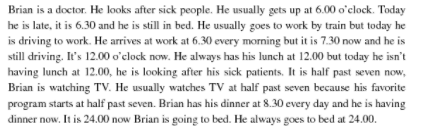 Brian is a doctor. He looks after sick people. He usually gets up at 6.00 o'clock. Today
he is late, it is 6.30 and he is still in bed. He usually goes to work by train but today he
is driving to work. He arrives at work at 6.30 every morning but it is 7.30 now and he is
still driving. It's 12.00 o'clock now. He always has his lunch at 12.00 but today he isn't
having lunch at 12.00, he is looking after his sick patients. It is half past seven now,
Brian is watching TV. He usually watches TV at half past seven because his favorite
program starts at half past seven. Brian has his dinner at 8.30 every day and he is having
dinner now. It is 24.00 now Brian is going to bed. He always goes to bed at 24.00.